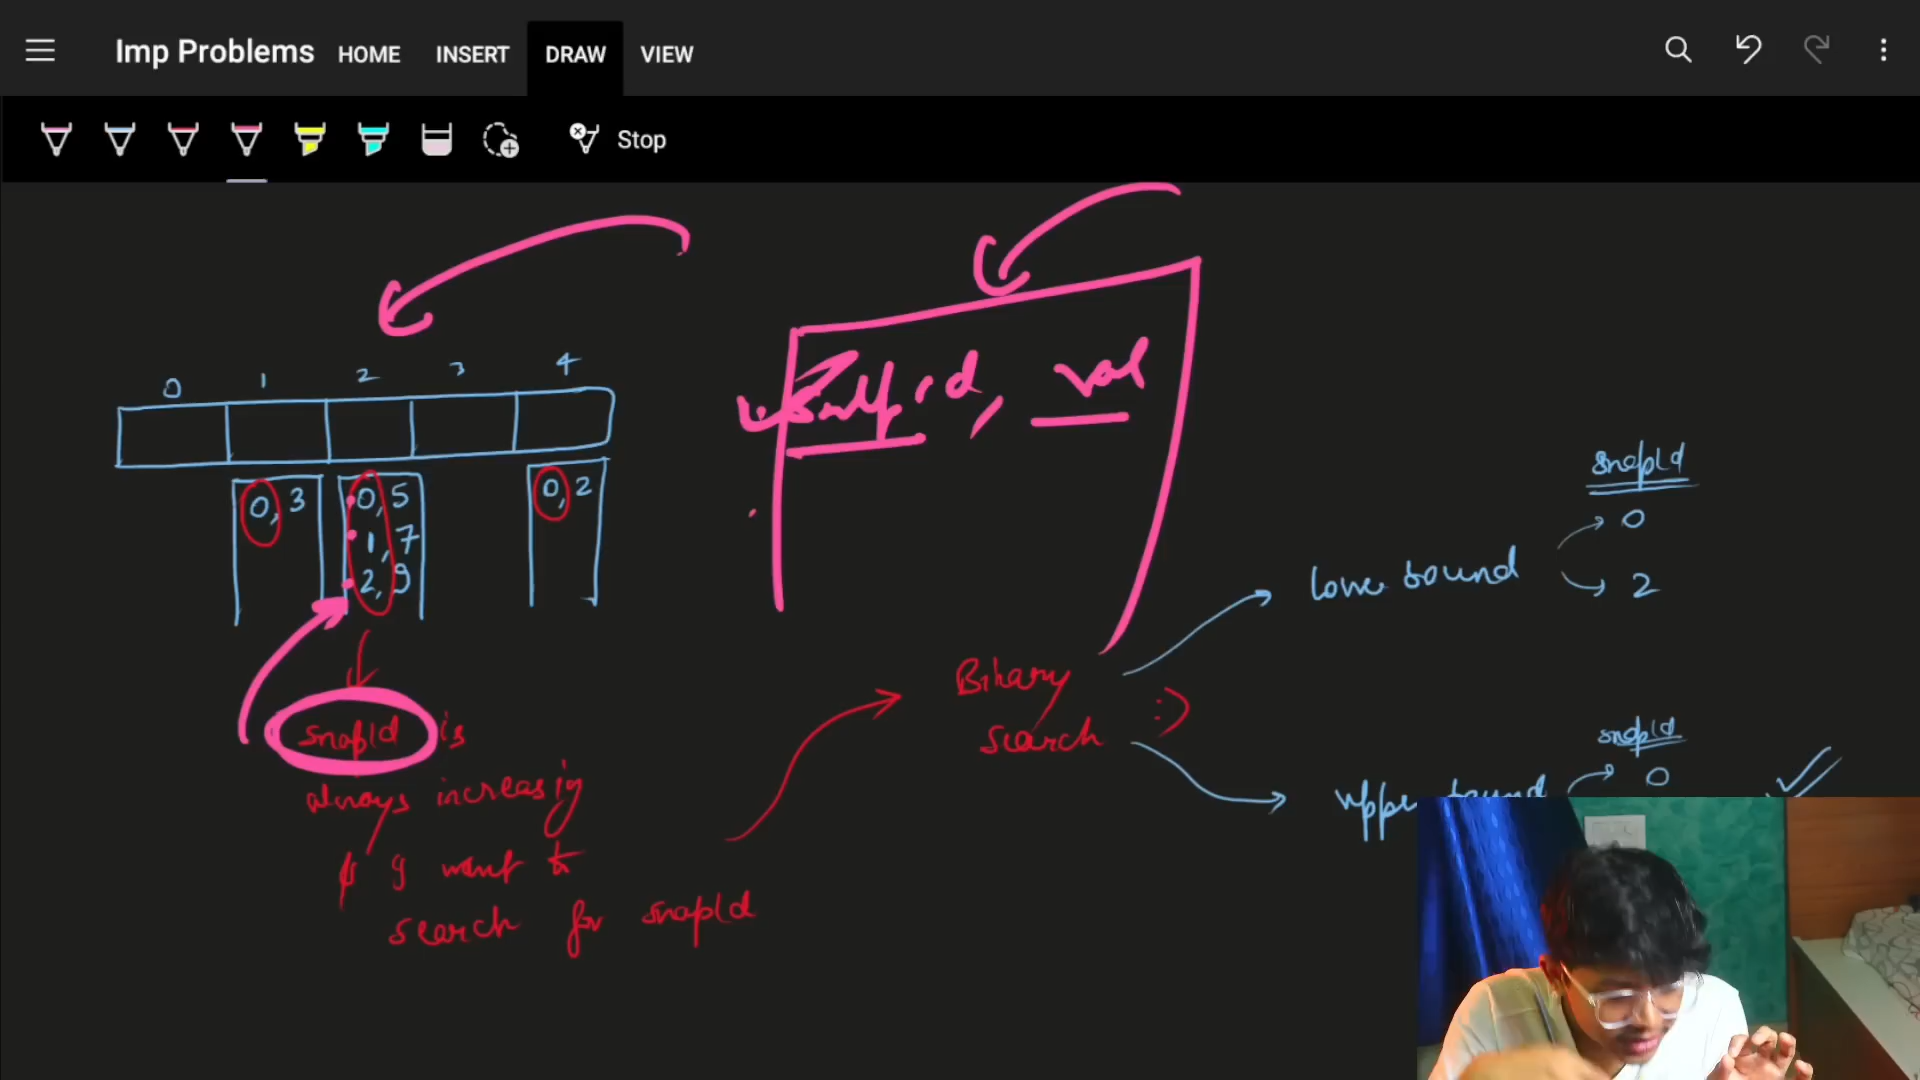 Imp Problems HOME INSERT DRAW VIEW
Stop
0 1 2 3 4
0, 3
0, 5
1, 7
2, 9
0, 2
id, val
Binary
search :)
lower bound
snapId
0
2
snapId
0
upper bound
snapId is
always increasig
I want to
search for snapId